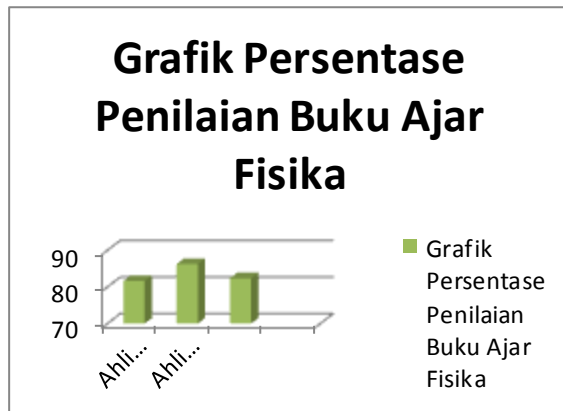 Grafik Persentase
Penilaian Buku Ajar
Fisika
90
80
70
Ahli...
Ahli...
Grafik
Persentase
Penilaian
Buku Ajar
Fisika